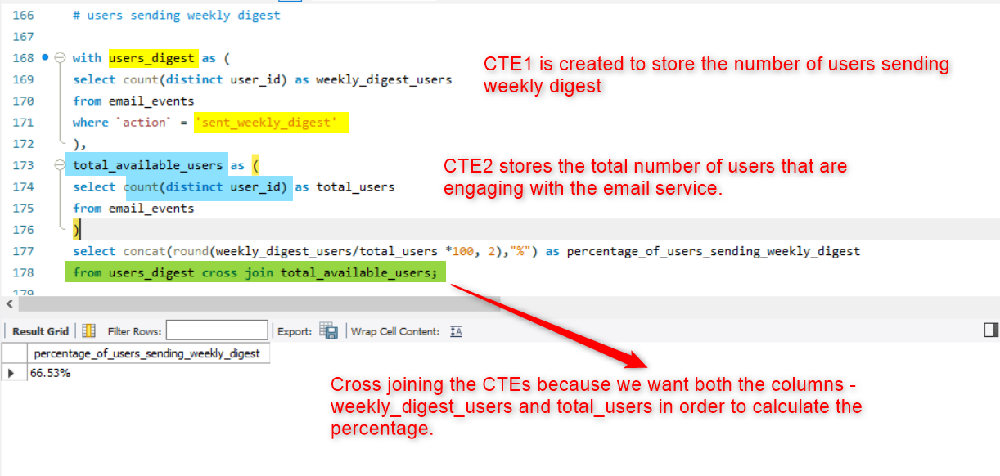 166 # users sending weekly digest
167
168 with users_digest as (
CTE1 is created to store the number of users sending
weekly digest
169 select count(distinct user_id) as weekly_digest_users
170 from email_events
171 where `action` = 'sent_weekly_digest'
172 ),
173 total_available_users as (
CTE2 stores the total number of users that are
engaging with the email service.
174 select count(distinct user_id) as total_users
175 from email_events
176 )
177 select concat(round(weekly_digest_users/total_users *100, 2),"%") as percentage_of_users_sending_weekly_digest
178 from users_digest cross join total_available_users;
179
Result Grid Filter Rows: Export: Wrap Cell Content: IA
percentage_of_users_sending_weekly_digest
66.53%
Cross joining the CTEs because we want both the columns -
weekly_digest_users and total_users in order to calculate the
percentage.